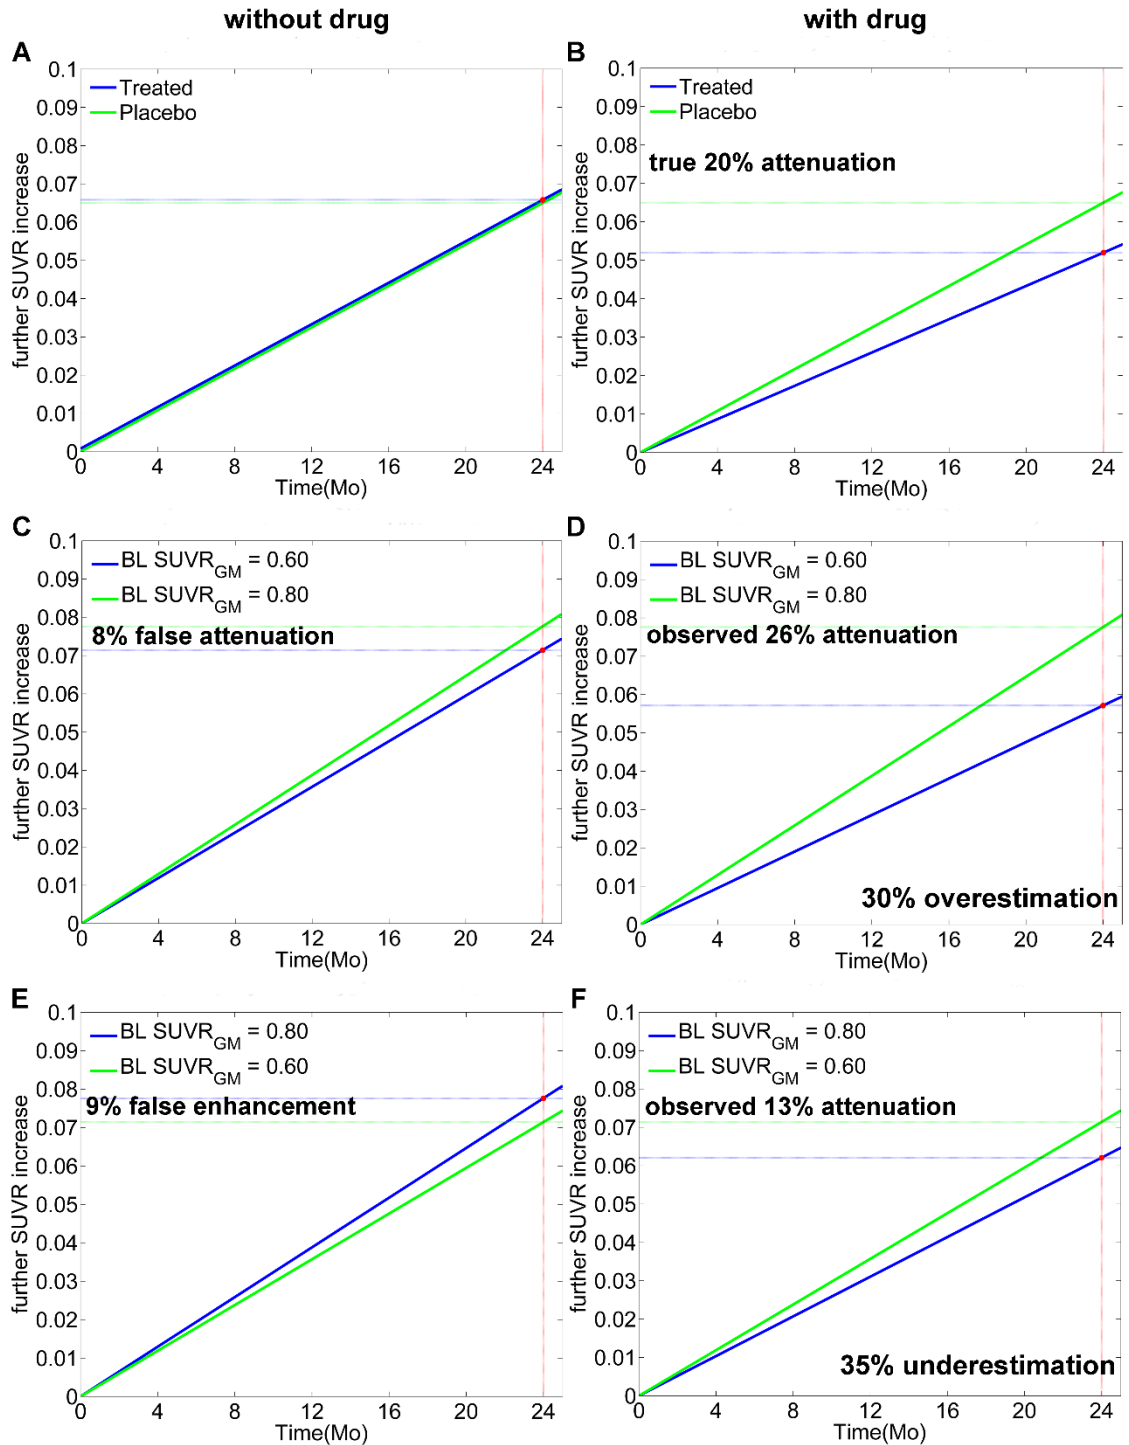 without drug
with drug
A
0.1
0.09
0.08
0.07
0.06
0.05
0.04
0.03
0.02
0.01
0
further SUVR increase
Treated
Placebo
0 4 8 12 16 20 24
Time(Mo)
B
0.1
0.09
0.08
0.07
0.06
0.05
0.04
0.03
0.02
0.01
0
further SUVR increase
Treated
Placebo
true 20% attenuation
0 4 8 12 16 20 24
Time(Mo)
C
0.1
0.09
0.08
0.07
0.06
0.05
0.04
0.03
0.02
0.01
0
further SUVR increase
BL SUVRGM = 0.60
BL SUVRGM = 0.80
8% false attenuation
0 4 8 12 16 20 24
Time(Mo)
D
0.1
0.09
0.08
0.07
0.06
0.05
0.04
0.03
0.02
0.01
0
further SUVR increase
BL SUVRGM = 0.60
BL SUVRGM = 0.80
observed 26% attenuation
30% overestimation
0 4 8 12 16 20 24
Time(Mo)
E
0.1
0.09
0.08
0.07
0.06
0.05
0.04
0.03
0.02
0.01
0
further SUVR increase
BL SUVRGM = 0.80
BL SUVRGM = 0.60
9% false enhancement
0 4 8 12 16 20 24
Time(Mo)
F
0.1
0.09
0.08
0.07
0.06
0.05
0.04
0.03
0.02
0.01
0
further SUVR increase
BL SUVRGM = 0.80
BL SUVRGM = 0.60
observed 13% attenuation
35% underestimation
0 4 8 12 16 20 24
Time(Mo)